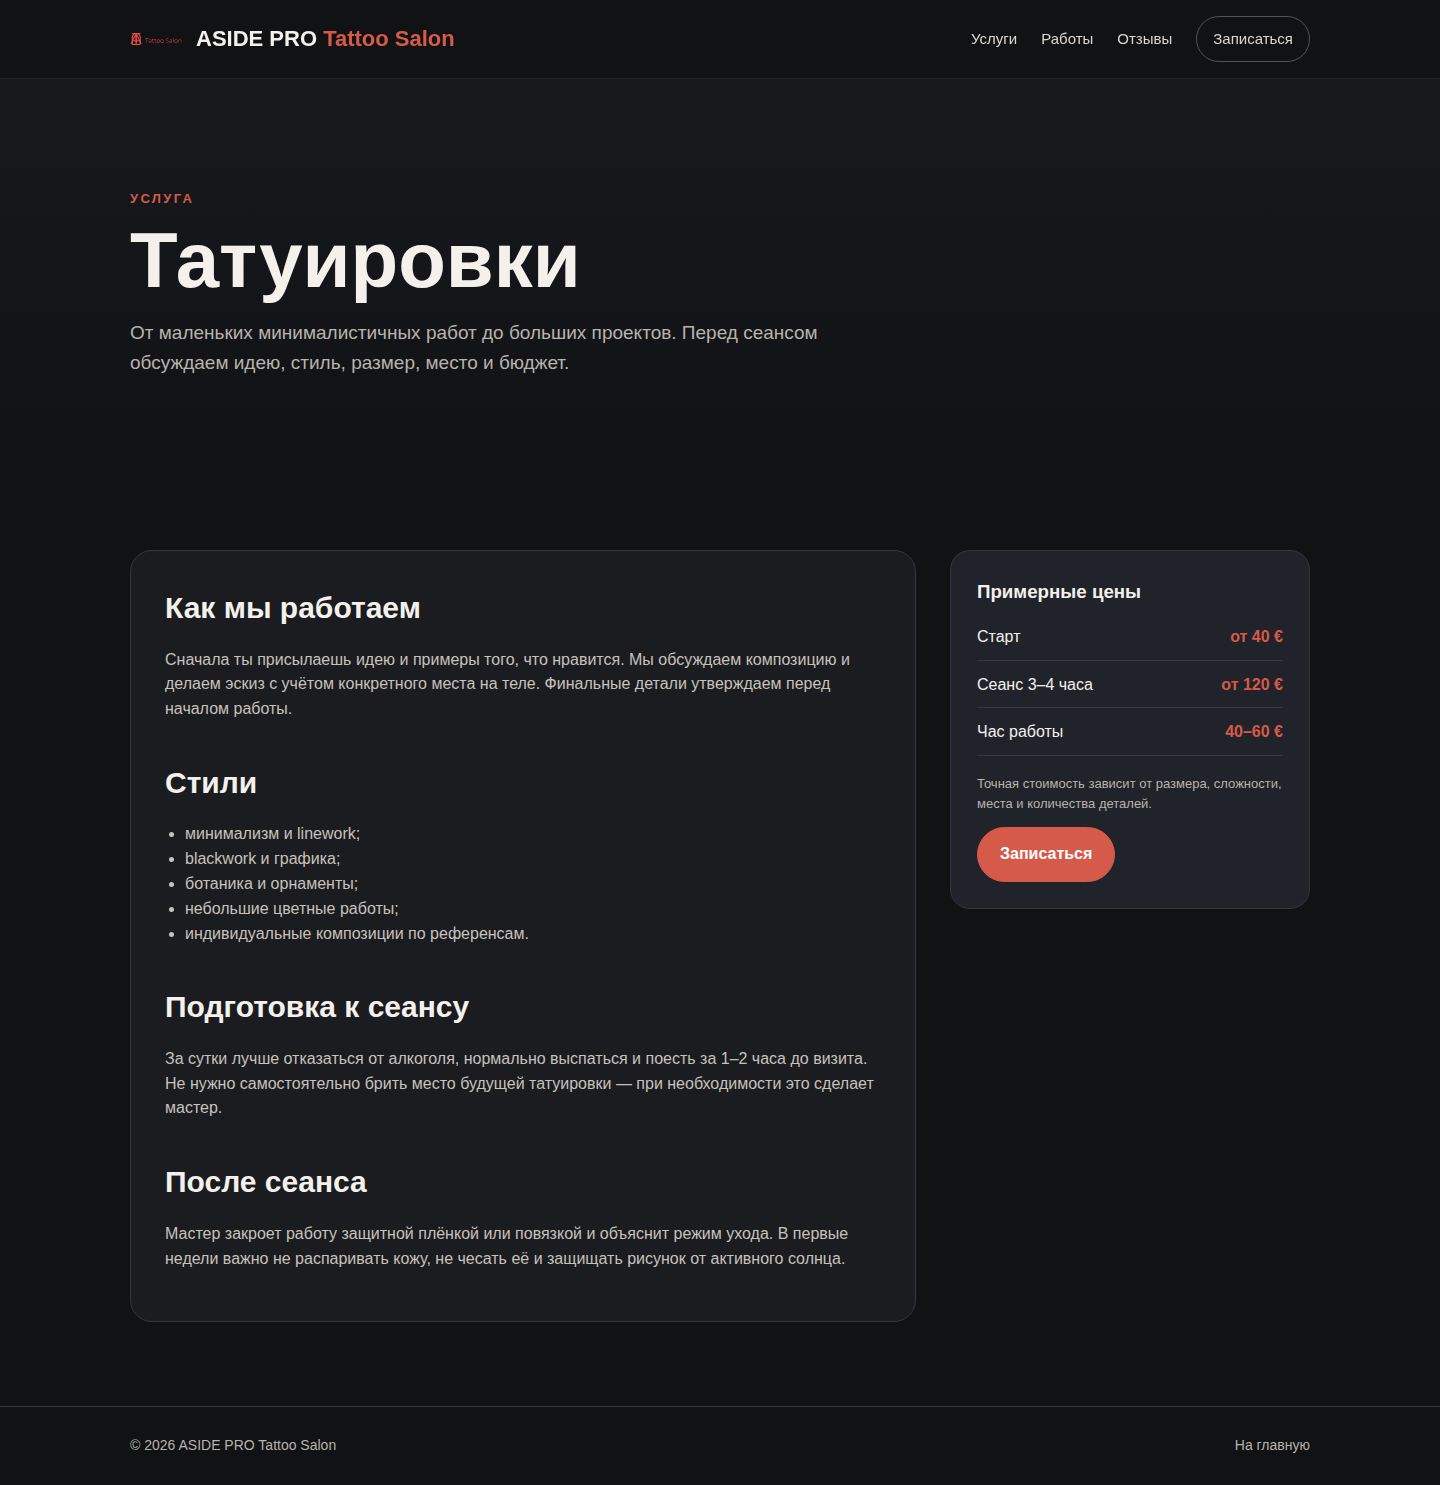 Tattoo Salon
ASIDE PRO Tattoo Salon
Услуги
Работы
Отзывы
Записаться
УСЛУГА
Татуировки
От маленьких минималистичных работ до больших проектов. Перед сеансом
обсуждаем идею, стиль, размер, место и бюджет.
Как мы работаем
Сначала ты присылаешь идею и примеры того, что нравится. Мы обсуждаем композицию и
делаем эскиз с учётом конкретного места на теле. Финальные детали утверждаем перед
началом работы.
Стили
минимализм и linework;
blackwork и графика;
ботаника и орнаменты;
небольшие цветные работы;
индивидуальные композиции по референсам.
Подготовка к сеансу
За сутки лучше отказаться от алкоголя, нормально выспаться и поесть за 1–2 часа до визита.
Не нужно самостоятельно брить место будущей татуировки — при необходимости это сделает
мастер.
После сеанса
Мастер закроет работу защитной плёнкой или повязкой и объяснит режим ухода. В первые
недели важно не распаривать кожу, не чесать её и защищать рисунок от активного солнца.
Примерные цены
Старт от 40 €
Сеанс 3–4 часа от 120 €
Час работы 40–60 €
Точная стоимость зависит от размера, сложности,
места и количества деталей.
Записаться
© 2026 ASIDE PRO Tattoo Salon
На главную